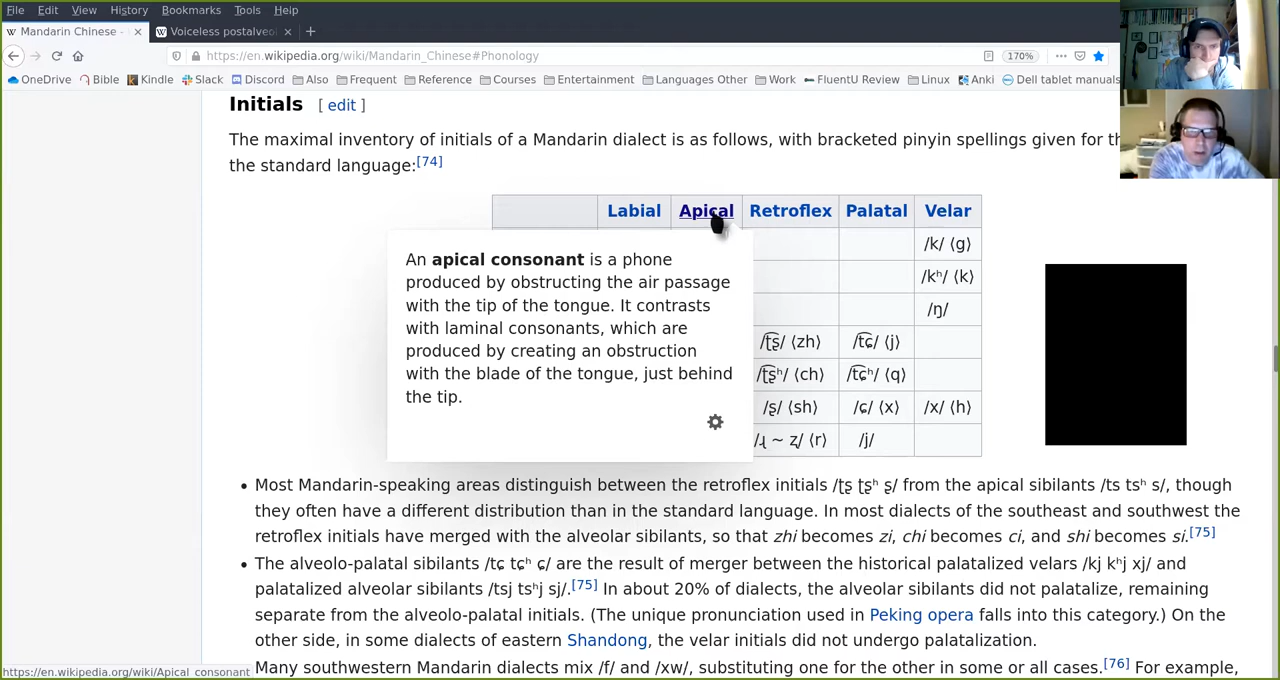 File Edit View History Bookmarks Tools Help
Mandarin Chinese - × Voiceless postalveo × +
https://en.wikipedia.org/wiki/Mandarin_Chinese#Phonology 170%
OneDrive Bible Kindle Slack Discord Also Frequent Reference Courses Entertainment Languages Other Work FluentU Review Linux Anki Dell tablet manuals
Initials [ edit ]
The maximal inventory of initials of a Mandarin dialect is as follows, with bracketed pinyin spellings given for th
the standard language:[74]
Labial Apical Retroflex Palatal Velar
/k/ ⟨g⟩
/kʰ/ ⟨k⟩
/ŋ/
/ʈ͡ʂ/ ⟨zh⟩ /t͡ɕ/ ⟨j⟩
/ʈ͡ʂʰ/ ⟨ch⟩ /t͡ɕʰ/ ⟨q⟩
/ʂ/ ⟨sh⟩ /ɕ/ ⟨x⟩ /x/ ⟨h⟩
/ɻ ~ ʐ/ ⟨r⟩ /j/
An apical consonant is a phone
produced by obstructing the air passage
with the tip of the tongue. It contrasts
with laminal consonants, which are
produced by creating an obstruction
with the blade of the tongue, just behind
the tip.
• Most Mandarin-speaking areas distinguish between the retroflex initials /ʈʂ ʈʂʰ ʂ/ from the apical sibilants /ts tsʰ s/, though
they often have a different distribution than in the standard language. In most dialects of the southeast and southwest the
retroflex initials have merged with the alveolar sibilants, so that zhi becomes zi, chi becomes ci, and shi becomes si.[75]
• The alveolo-palatal sibilants /tɕ tɕʰ ɕ/ are the result of merger between the historical palatalized velars /kj kʰj xj/ and
palatalized alveolar sibilants /tsj tsʰj sj/.[75] In about 20% of dialects, the alveolar sibilants did not palatalize, remaining
separate from the alveolo-palatal initials. (The unique pronunciation used in Peking opera falls into this category.) On the
other side, in some dialects of eastern Shandong, the velar initials did not undergo palatalization.
Many southwestern Mandarin dialects mix /f/ and /xw/, substituting one for the other in some or all cases.[76] For example,
https://en.wikipedia.org/wiki/Apical_consonant